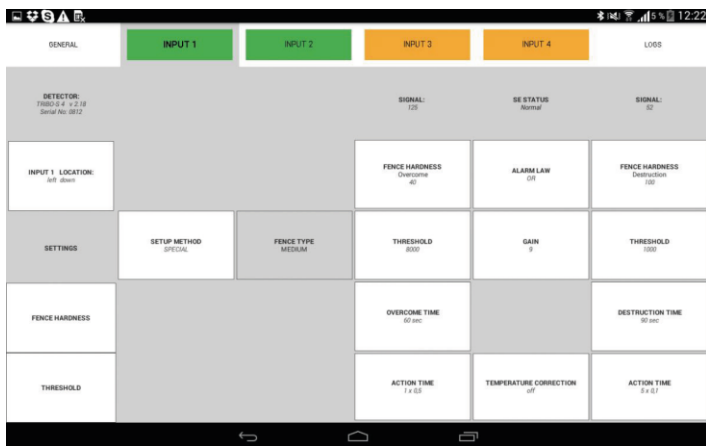 5 % 12:22
GENERAL INPUT 1 INPUT 2 INPUT 3 INPUT 4 LOGS
DETECTOR:
TRIBO-S 4 v 2.18
Serial No: 0812
SIGNAL:
125
SE STATUS
Normal
SIGNAL:
52
INPUT 1 LOCATION:
left down
FENCE HARDNESS
Overcome
40
ALARM LAW
OR
FENCE HARDNESS
Destruction
100
SETTINGS
SETUP METHOD
SPECIAL
FENCE TYPE
MEDIUM
THRESHOLD
8000
GAIN
9
THRESHOLD
1000
FENCE HARDNESS
OVERCOME TIME
60 sec
DESTRUCTION TIME
90 sec
THRESHOLD
ACTION TIME
1 x 0,5
TEMPERATURE CORRECTION
off
ACTION TIME
5 x 0,1